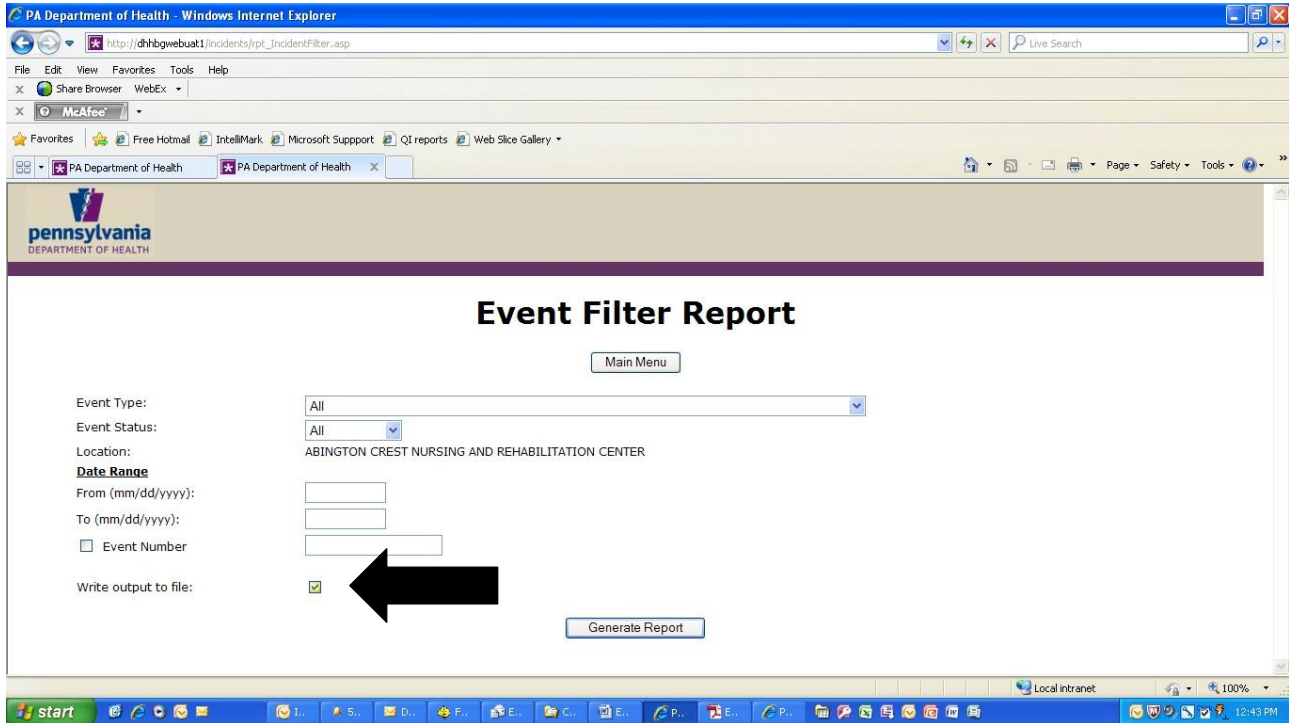 PA Department of Health - Windows Internet Explorer
http://dhhbgwebuat1/incidents/rpt_IncidentFilter.asp
Live Search
File Edit View Favorites Tools Help
x Share Browser WebEx
x McAfee
Favorites Free Hotmail IntelliMark Microsoft Suppport QI reports Web Slice Gallery
PA Department of Health PA Department of Health X Page Safety Tools »
pennsylvania
DEPARTMENT OF HEALTH
Event Filter Report
Main Menu
Event Type: All
Event Status: All
Location: ABINGTON CREST NURSING AND REHABILITATION CENTER
Date Range
From (mm/dd/yyyy):
To (mm/dd/yyyy):
Event Number
Write output to file:
Generate Report
Local intranet 100%
start I... 5... D... F... E... C... E... P... E... P... 12:43 PM